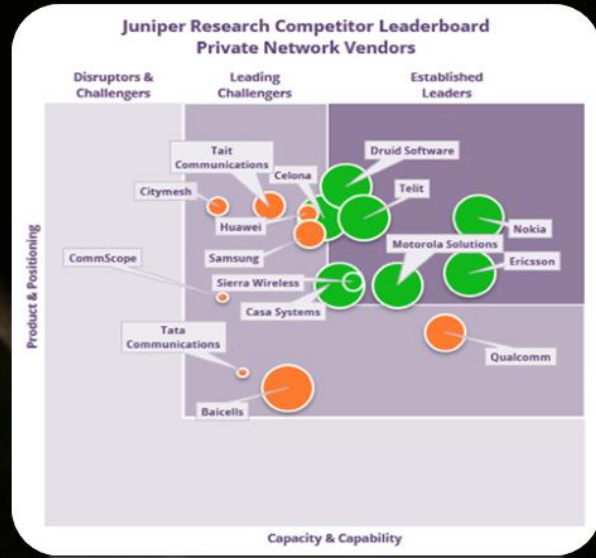 Juniper Research Competitor Leaderboard
Private Network Vendors
Disruptors &
Challengers
Leading
Challengers
Established
Leaders
Druid Software
Tait
Communications
Celona
Telit
Citymesh
Huawei
Nokia
Motorola Solutions
Samsung
CommScope
Ericsson
Sierra Wireless
Casa Systems
Tata
Communications
Qualcomm
Baicells
Product & Positioning
Capacity & Capability